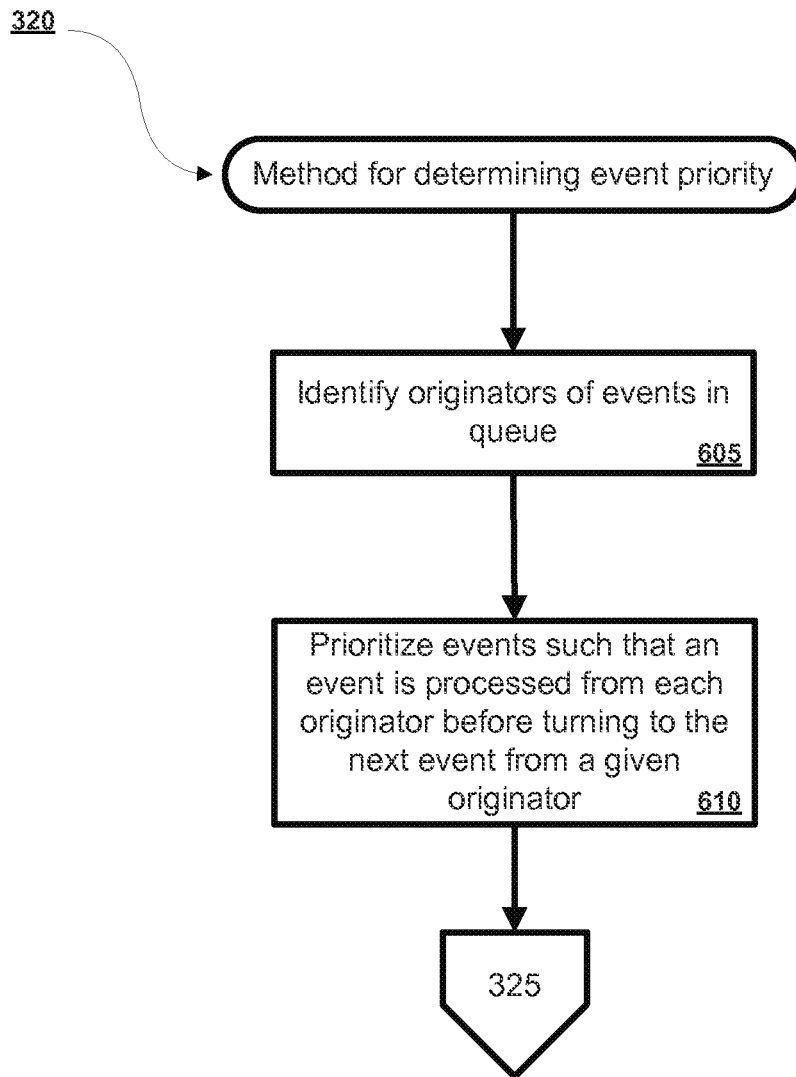 320
Method for determining event priority
Identify originators of events in
queue
605
Prioritize events such that an
event is processed from each
originator before turning to the
next event from a given
originator
610
325